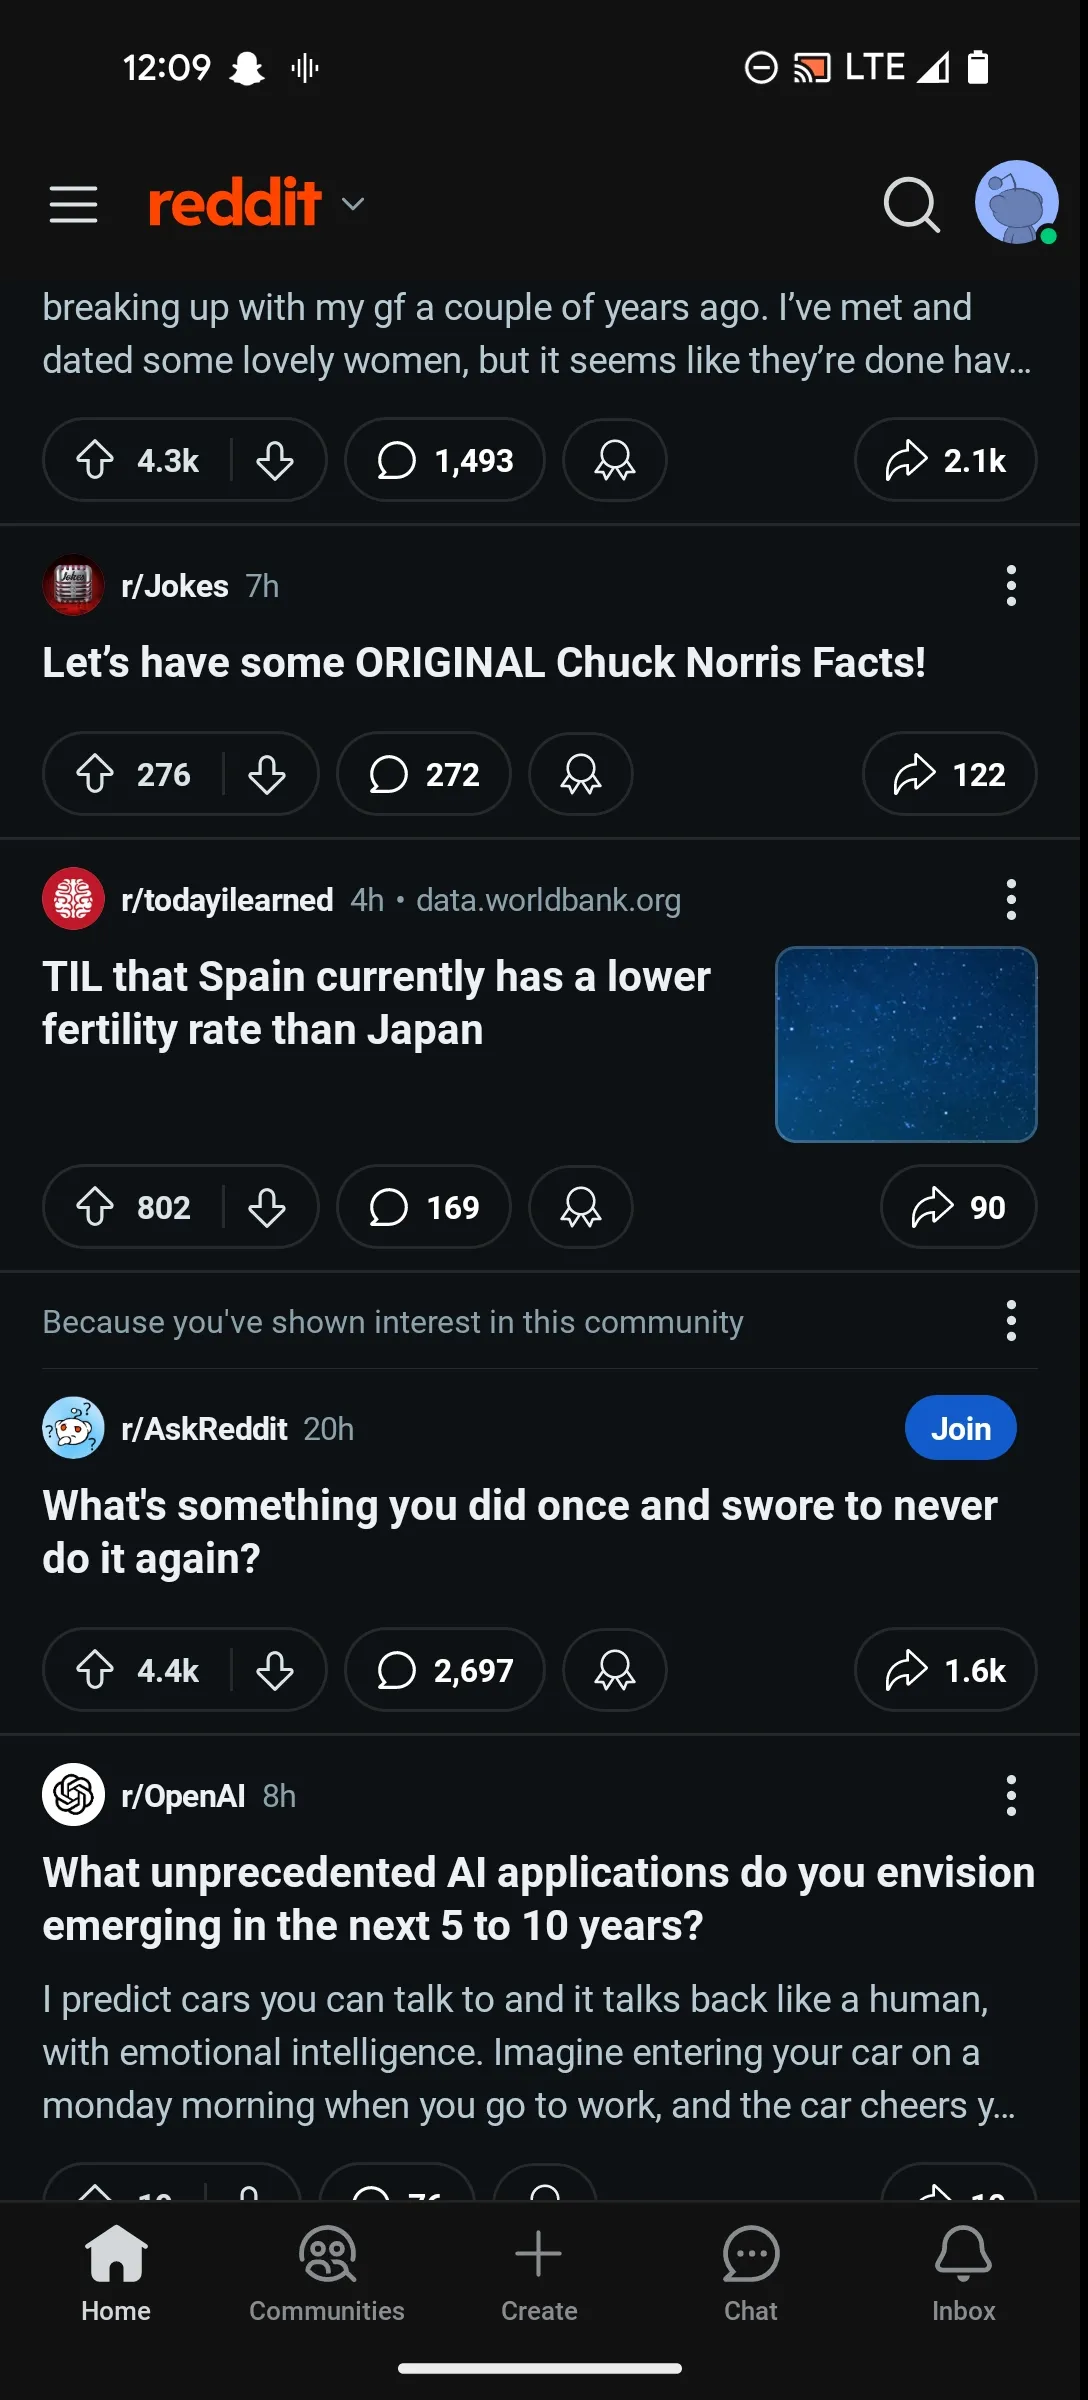 12:09
LTE
reddit
breaking up with my gf a couple of years ago. I’ve met and
dated some lovely women, but it seems like they’re done hav…
4.3k 1,493 2.1k
r/Jokes 7h
Let’s have some ORIGINAL Chuck Norris Facts!
276 272 122
r/todayilearned 4h • data.worldbank.org
TIL that Spain currently has a lower
fertility rate than Japan
802 169 90
Because you've shown interest in this community
r/AskReddit 20h Join
What's something you did once and swore to never
do it again?
4.4k 2,697 1.6k
r/OpenAI 8h
What unprecedented AI applications do you envision
emerging in the next 5 to 10 years?
I predict cars you can talk to and it talks back like a human,
with emotional intelligence. Imagine entering your car on a
monday morning when you go to work, and the car cheers y…
Home Communities Create Chat Inbox